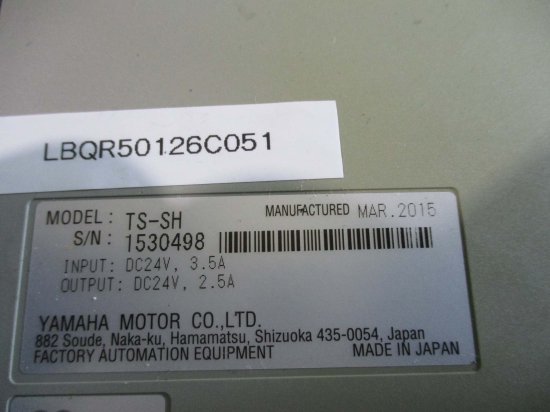 LBQR50126C051
MODEL: TS-SH MANUFACTURED MAR.2015
S/N: 1530498
INPUT: DC24V, 3.5A
OUTPUT: DC24V, 2.5A
YAMAHA MOTOR CO.,LTD.
882 Soude, Naka-ku, Hamamatsu, Shizuoka 435-0054, Japan
FACTORY AUTOMATION EQUIPMENT MADE IN JAPAN